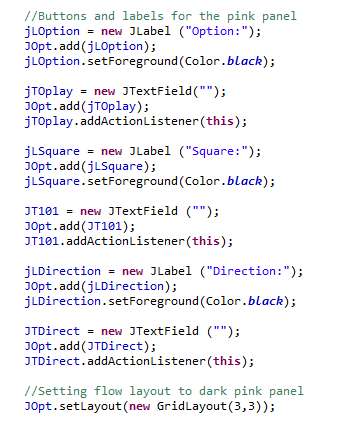 //Buttons and labels for the pink panel
jLOption = new JLabel ("Option:");
JOpt.add(jLOption);
jLOption.setForeground(Color.black);
jTOplay = new JTextField("");
JOpt.add(jTOplay);
jTOplay.addActionListener(this);
jLSquare = new JLabel ("Square:");
JOpt.add(jLSquare);
jLSquare.setForeground(Color.black);
JT101 = new JTextField ("");
JOpt.add(JT101);
JT101.addActionListener(this);
jLDirection = new JLabel ("Direction:");
JOpt.add(jLDirection);
jLDirection.setForeground(Color.black);
JTDirect = new JTextField ("");
JOpt.add(JTDirect);
JTDirect.addActionListener(this);
//Setting flow layout to dark pink panel
JOpt.setLayout(new GridLayout(3,3));